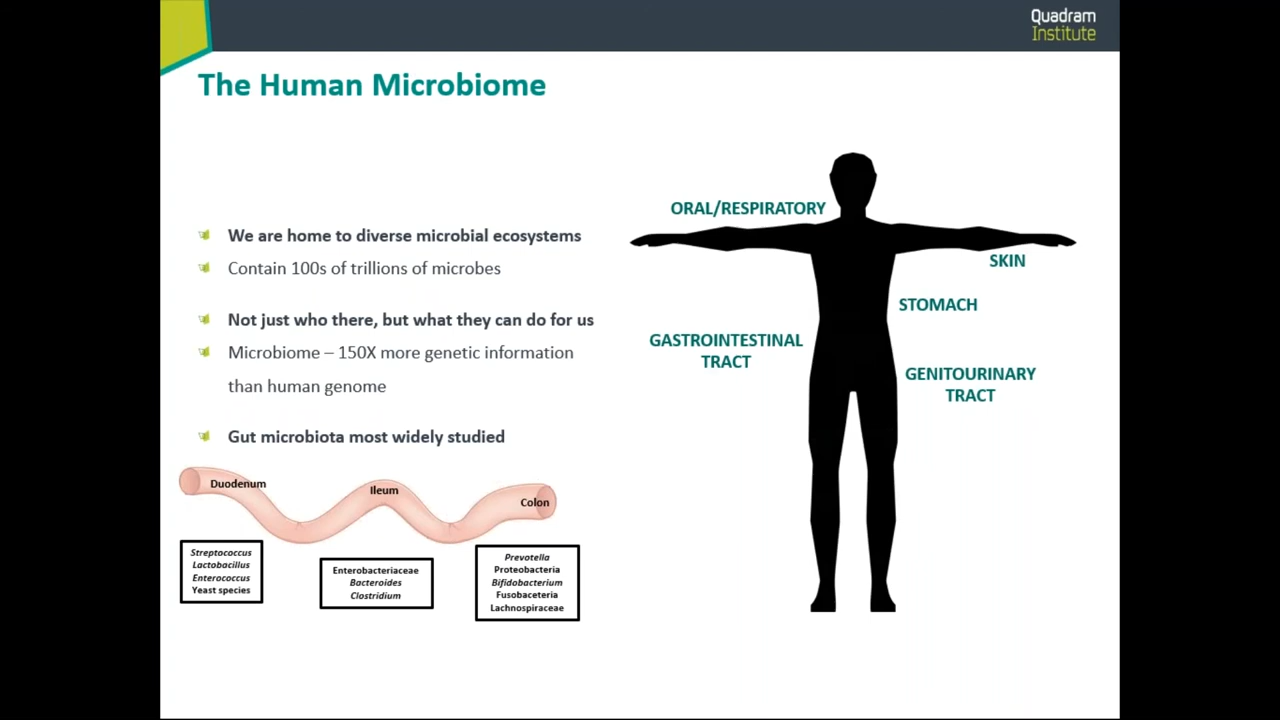 Quadram
Institute
The Human Microbiome
We are home to diverse microbial ecosystems
Contain 100s of trillions of microbes
Not just who there, but what they can do for us
Microbiome – 150X more genetic information
than human genome
Gut microbiota most widely studied
Duodenum
Ileum
Colon
Streptococcus
Lactobacillus
Enterococcus
Yeast species
Enterobacteriaceae
Bacteroides
Clostridium
Prevotella
Proteobacteria
Bifidobacterium
Fusobaceteria
Lachnospiraceae
ORAL/RESPIRATORY
SKIN
STOMACH
GASTROINTESTINAL
TRACT
GENITOURINARY
TRACT